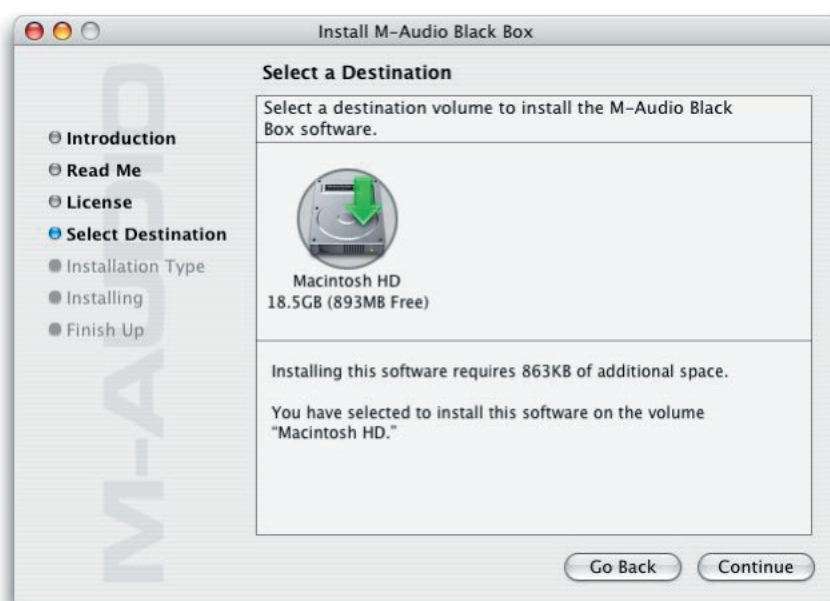 Install M-Audio Black Box
Select a Destination
Introduction
Read Me
License
Select Destination
Installation Type
Installing
Finish Up
M-AUDIO
Select a destination volume to install the M-Audio Black
Box software.
Macintosh HD
18.5GB (893MB Free)
Installing this software requires 863KB of additional space.
You have selected to install this software on the volume
"Macintosh HD."
Go Back
Continue